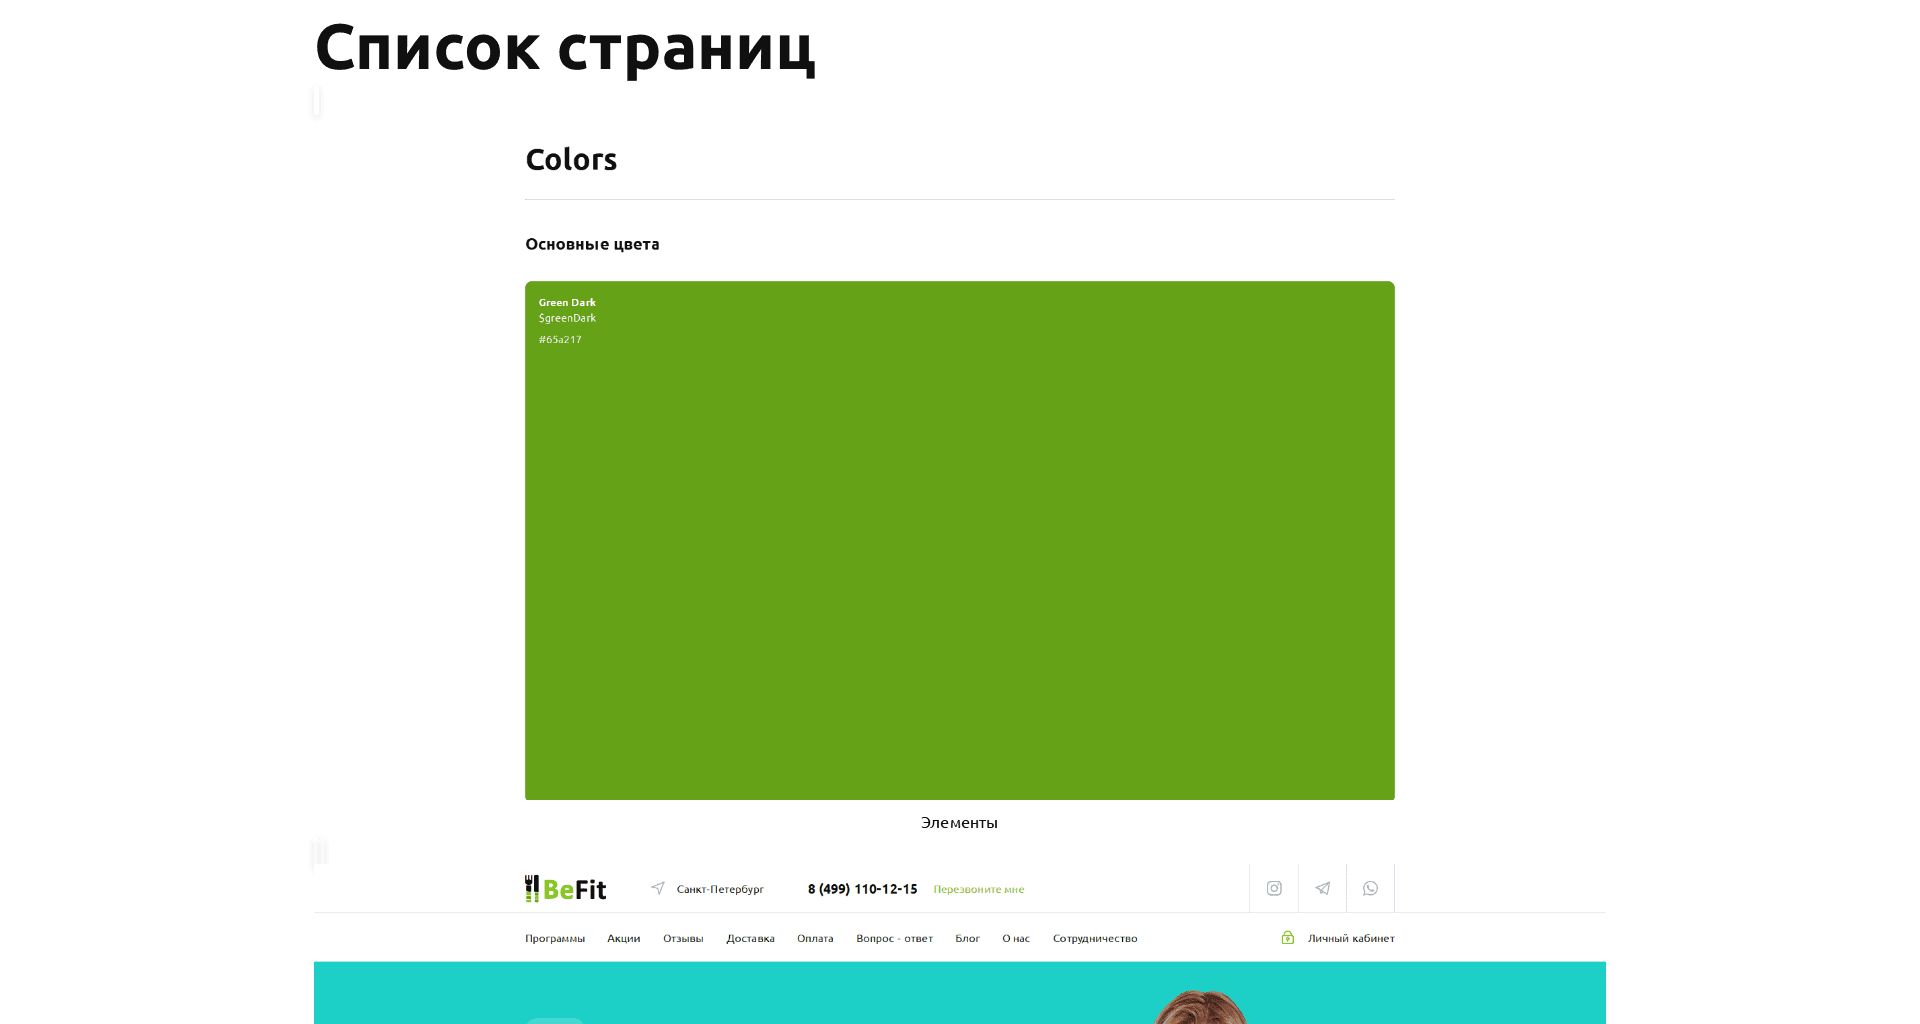 Список страниц
Colors
Основные цвета
Green Dark
$greenDark
#65a217
Элементы
BeFit
Санкт-Петербург
8 (499) 110-12-15
Перезвоните мне
Программы Акции Отзывы Доставка Оплата Вопрос - ответ Блог О нас Сотрудничество Личный кабинет